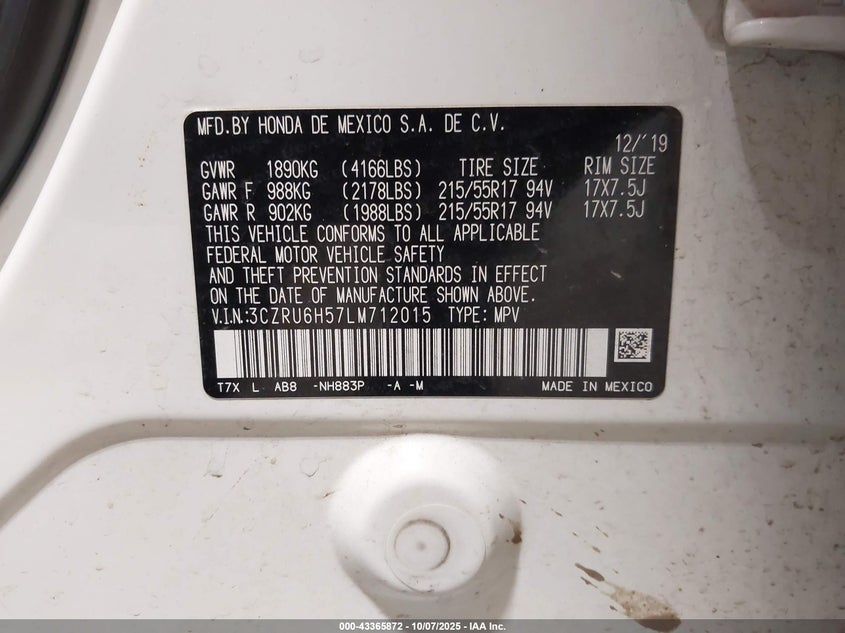 MFD.BY HONDA DE MEXICO S.A. DE C.V.
12/'19
GVWR 1890KG (4166LBS) TIRE SIZE RIM SIZE
GAWR F 988KG (2178LBS) 215/55R17 94V 17X7.5J
GAWR R 902KG (1988LBS) 215/55R17 94V 17X7.5J
THIS VEHICLE CONFORMS TO ALL APPLICABLE
FEDERAL MOTOR VEHICLE SAFETY
AND THEFT PREVENTION STANDARDS IN EFFECT
ON THE DATE OF MANUFACTURE SHOWN ABOVE.
V.I.N.:3CZRU6H57LM712015 TYPE: MPV
T7X L AB8 -NH883P -A -M MADE IN MEXICO
000-43365872 - 10/07/2025 - IAA Inc.